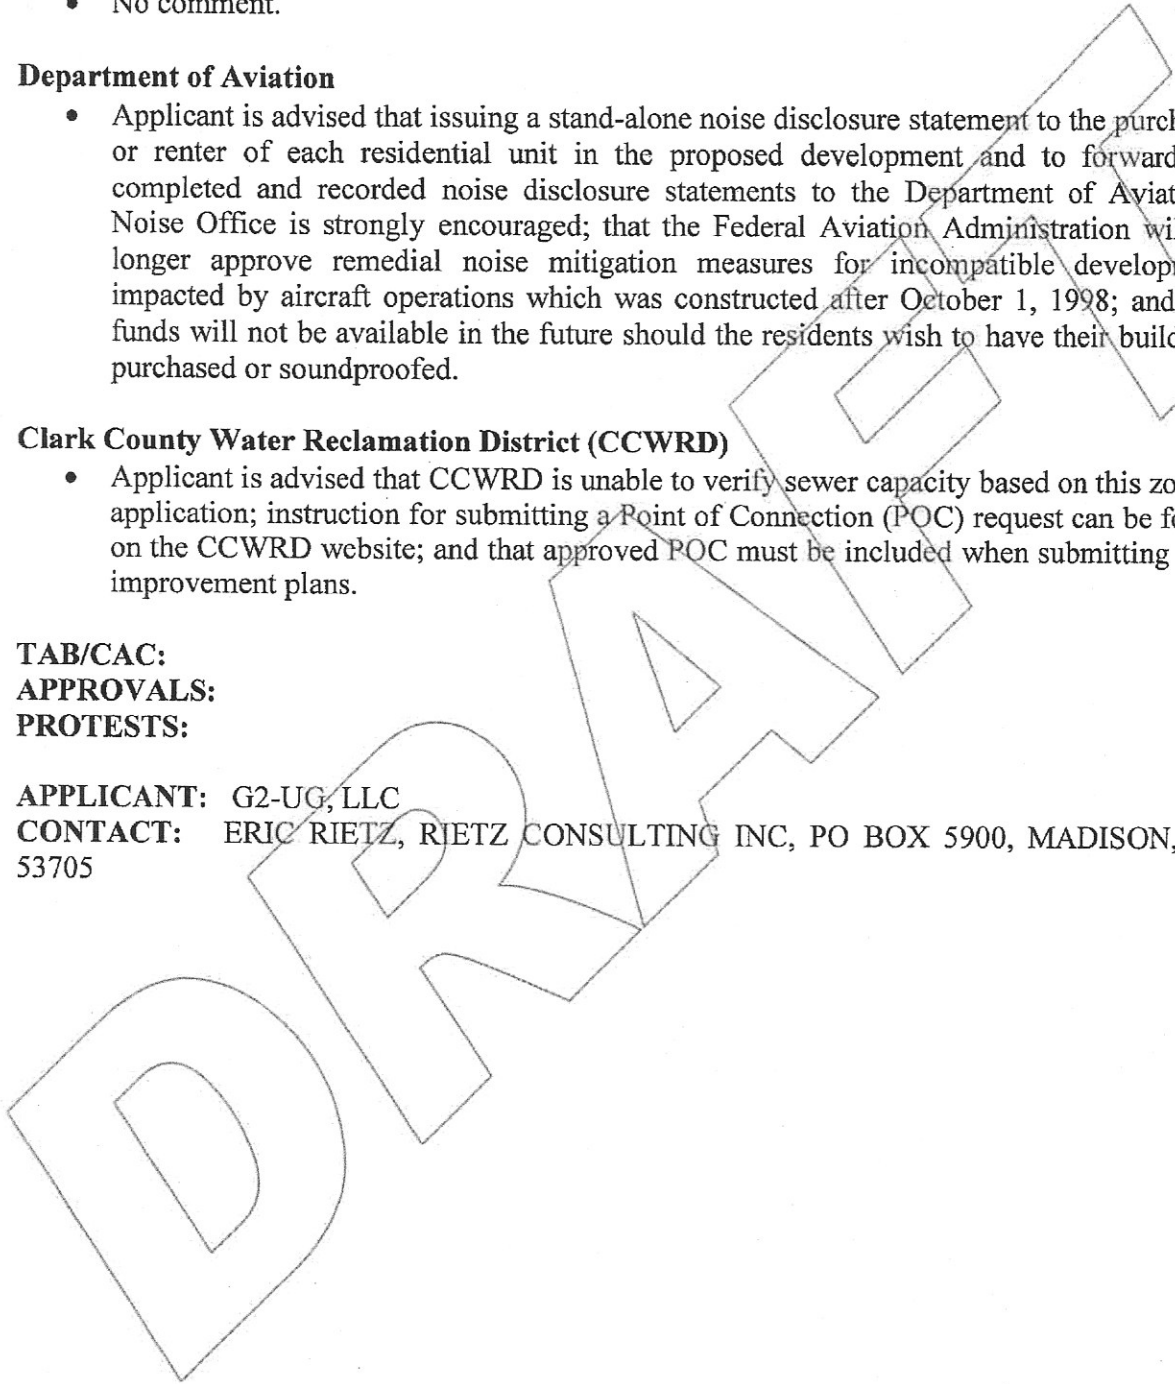 • No comment.
Department of Aviation
• Applicant is advised that issuing a stand-alone noise disclosure statement to the
or renter of each residential unit in the proposed development and to forward
completed and recorded noise disclosure statements to the Department of
Noise Office is strongly encouraged; that the Federal Aviation Administration
longer approve remedial noise mitigation measures for incompatible
impacted by aircraft operations which was constructed after October 1, 1998; and
funds will not be available in the future should the residents wish to have their
purchased or soundproofed.
Clark County Water Reclamation District (CCWRD)
• Applicant is advised that CCWRD is unable to verify sewer capacity based on this
application; instruction for submitting a Point of Connection (POC) request can be
on the CCWRD website; and that approved POC must be included when submitting
improvement plans.
TAB/CAC:
APPROVALS:
PROTESTS:
APPLICANT: G2-UG, LLC
CONTACT: ERIC RIETZ, RIETZ CONSULTING INC, PO BOX 5900, MADISON,
53705
DRAFT